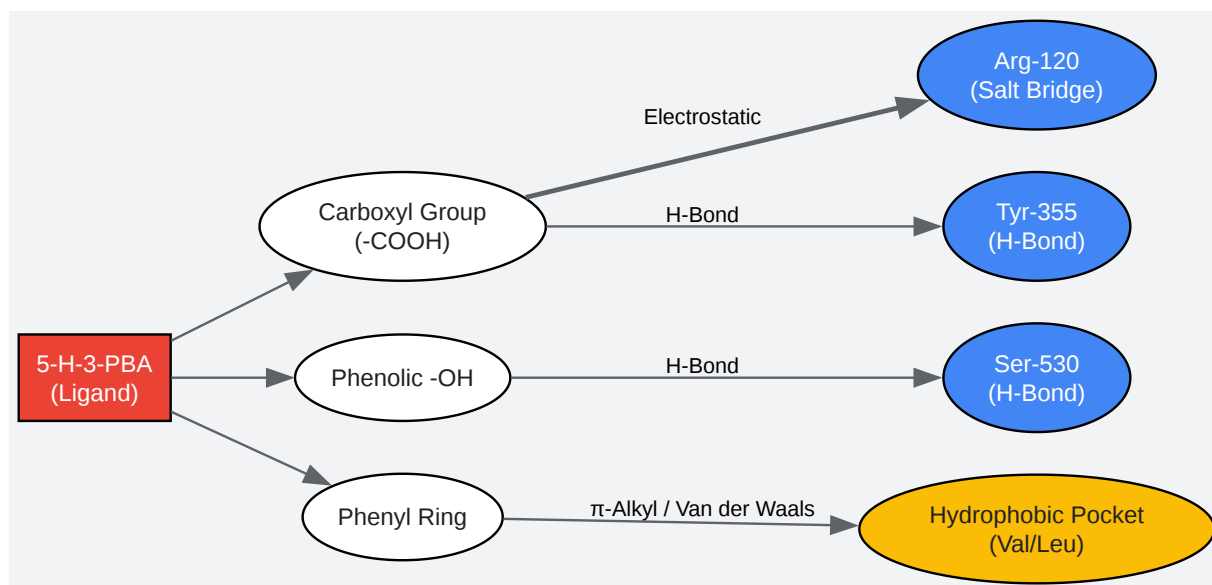 Arg-120
(Salt Bridge)
Electrostatic
Carboxyl Group
(-COOH)
H-Bond
Tyr-355
(H-Bond)
5-H-3-PBA
(Ligand)
Phenolic -OH
H-Bond
Ser-530
(H-Bond)
Phenyl Ring
π-Alkyl / Van der Waals
Hydrophobic Pocket
(Val/Leu)